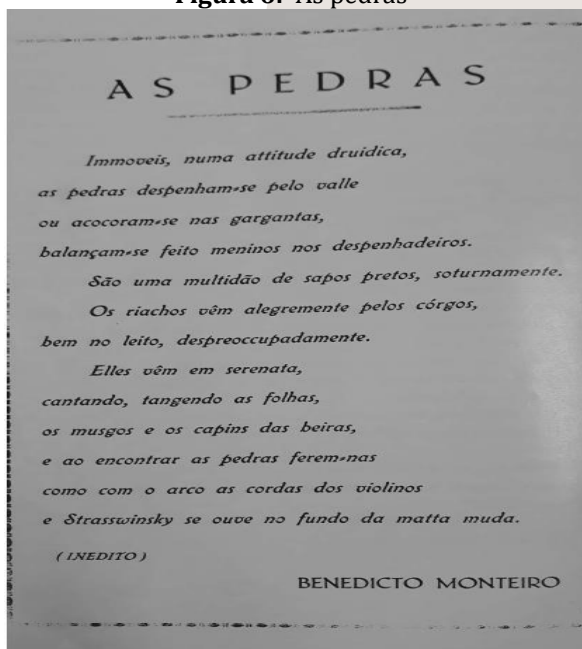 Figura 6: As pedras
AS PEDRAS
Immoveis, numa attitude druidica,
as pedras despenham-se pelo valle
ou acocoram-se nas gargantas,
balançam-se feito meninos nos despenhadeiros.
São uma multidão de sapos pretos, soturnamente.
Os riachos vêm alegremente pelos córgos,
bem no leito, despreoccupadamente.
Elles vêm em serenata,
cantando, tangendo as folhas,
os musgos e os capins das beiras,
e ao encontrar as pedras ferem-nas
como com o arco as cordas dos violinos
e Strasswinsky se ouve no fundo da matta muda.
(INEDITO)
BENEDICTO MONTEIRO